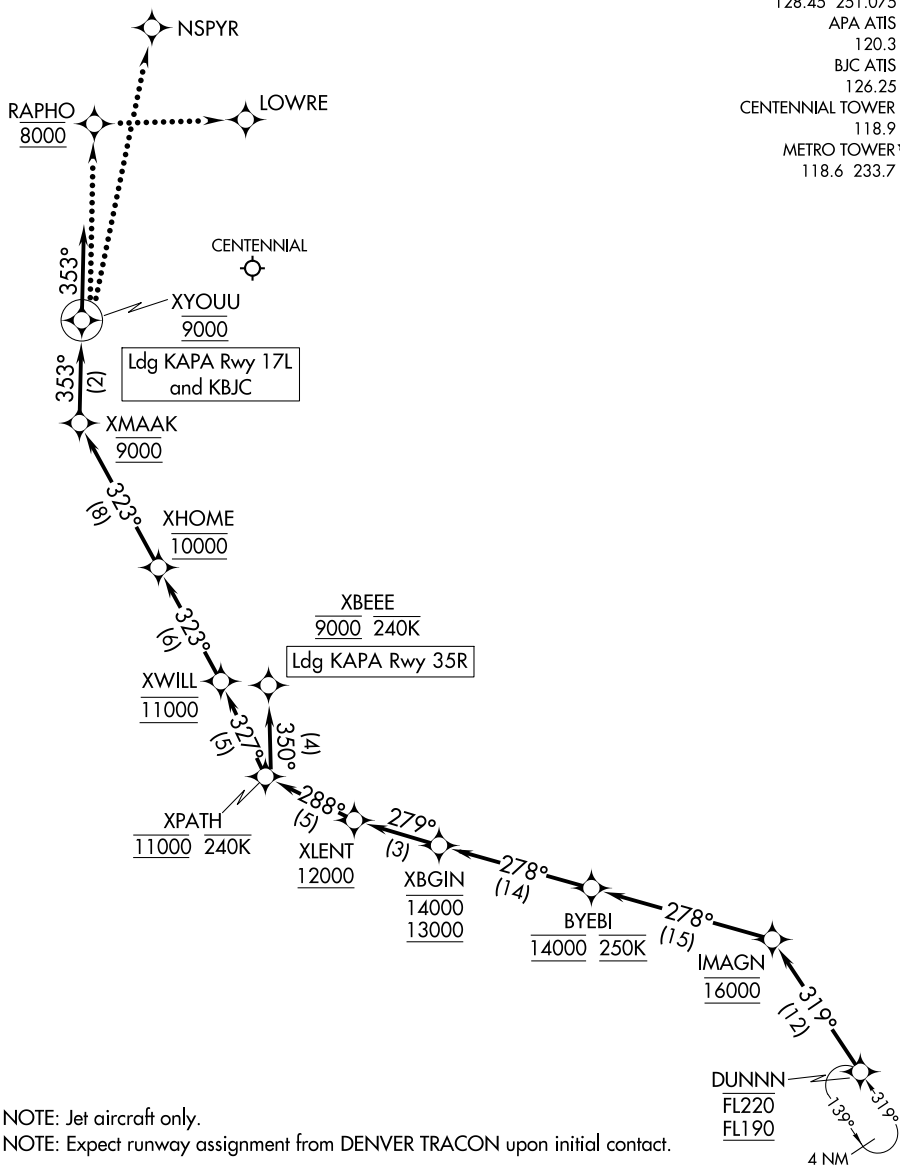 128.45 251.075
APA ATIS
120.3
BJC ATIS
126.25
CENTENNIAL TOWER
118.9
METRO TOWER*
118.6 233.7
NSPYR
RAPHO
8000
LOWRE
CENTENNIAL
353°
XYOUU
9000
Ldg KAPA Rwy 17L
and KBJC
353°
(2)
XMAAK
9000
323°
(8)
XHOME
10000
323°
(6)
XBEEE
9000 240K
Ldg KAPA Rwy 35R
XWILL
11000
327°
(5)
350°
(4)
XPATH
11000 240K
288°
(5)
XLENT
12000
279°
(3)
XBGIN
14000
13000
278°
(14)
BYEBI
14000 250K
278°
(15)
IMAGN
16000
319°
(12)
DUNNN
FL220
FL190
139°
319°
4 NM
NOTE: Jet aircraft only.
NOTE: Expect runway assignment from DENVER TRACON upon initial contact.